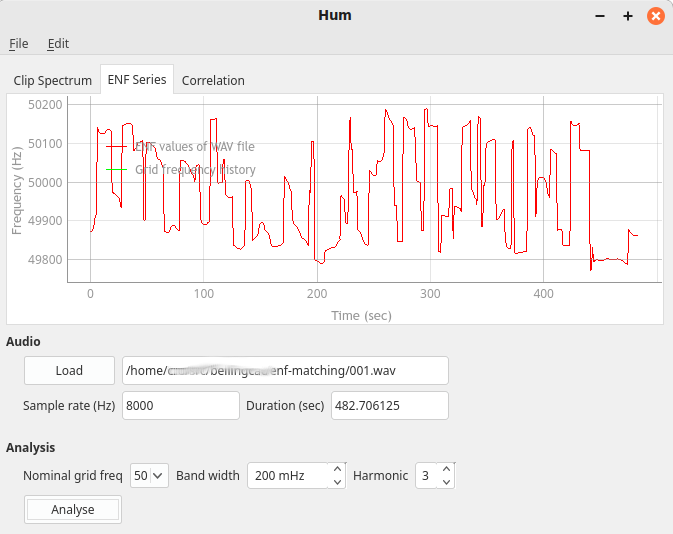 Hum
File Edit
Clip Spectrum ENF Series Correlation
50200
50100
50000
49900
49800
Frequency (Hz)
ENF values of WAV file
Grid frequency history
0 100 200 300 400
Time (sec)
Audio
Load /home/ enf-matching/001.wav
Sample rate (Hz) 8000 Duration (sec) 482.706125
Analysis
Nominal grid freq 50 Band width 200 mHz Harmonic 3
Analyse